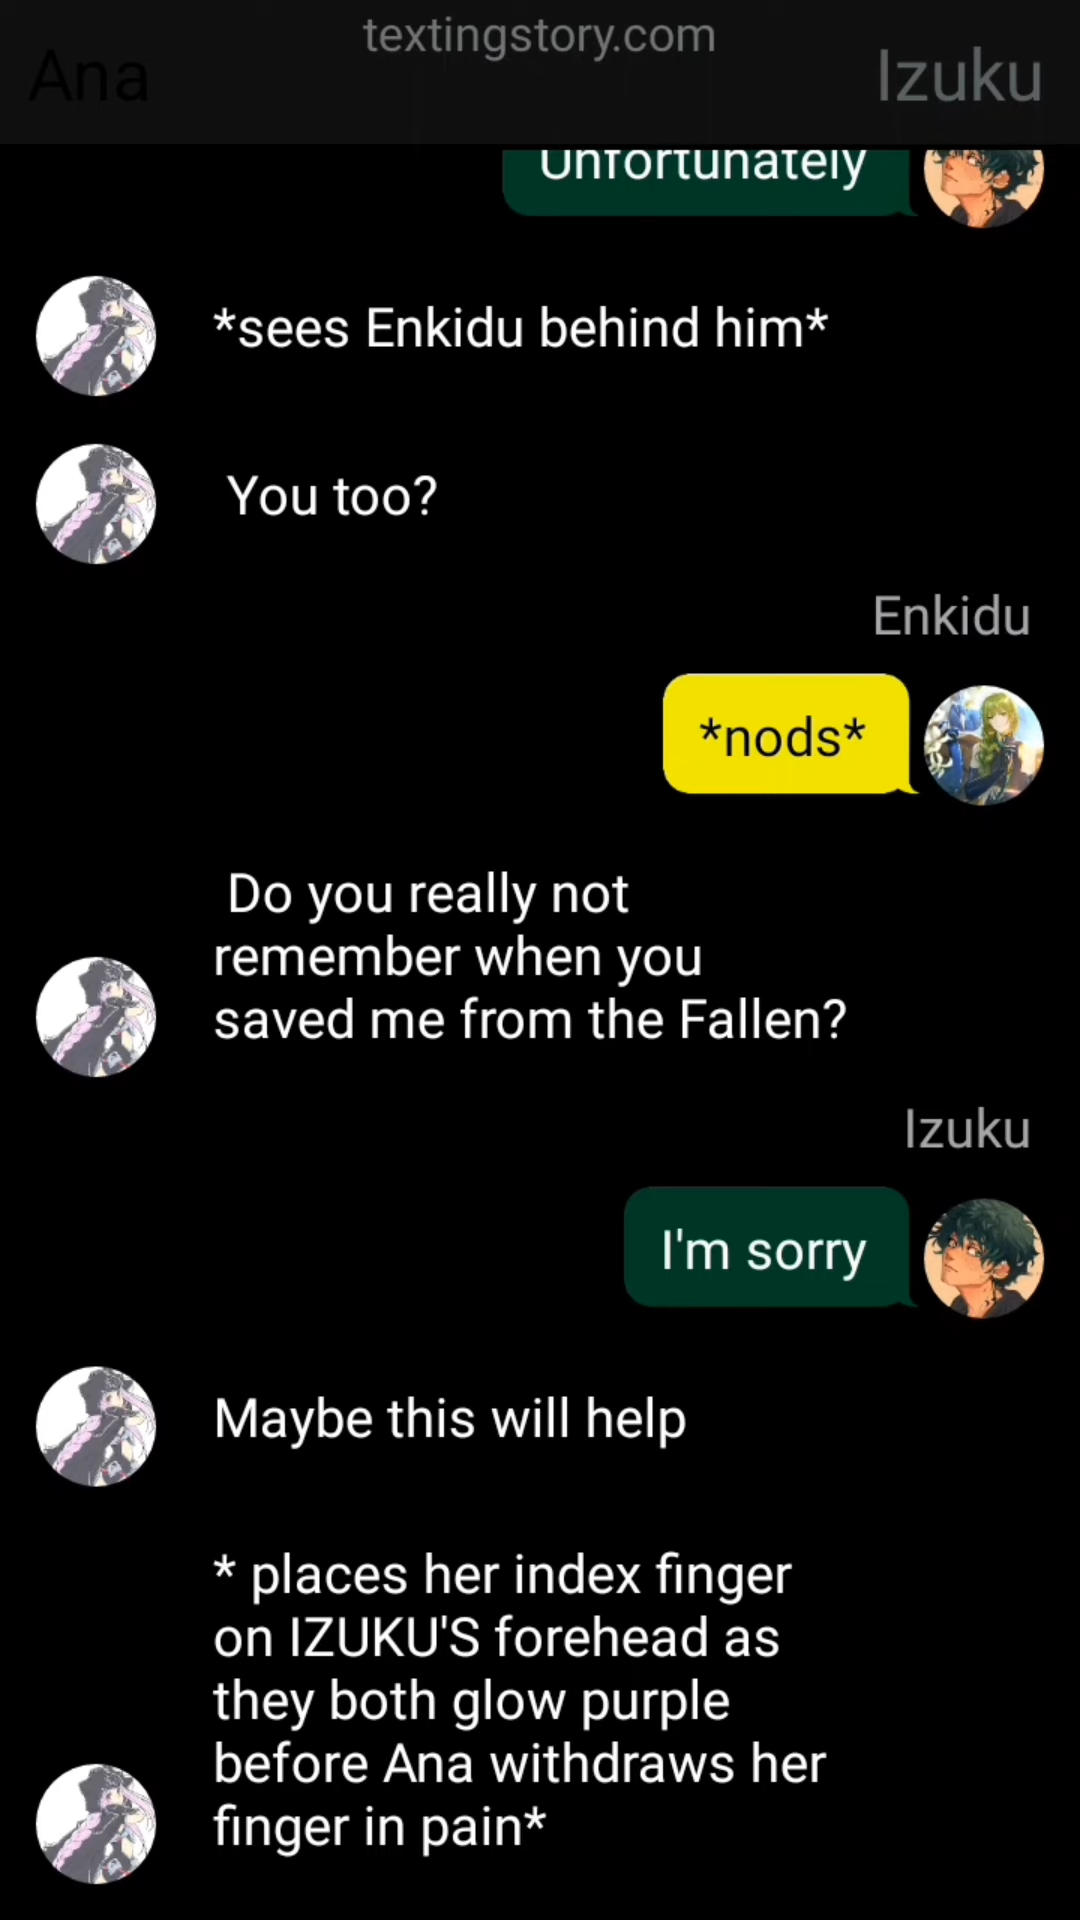 textingstory.com
Ana
Izuku
Unfortunately
*sees Enkidu behind him*
You too?
Enkidu
*nods*
Do you really not
remember when you
saved me from the Fallen?
Izuku
I'm sorry
Maybe this will help
* places her index finger
on IZUKU'S forehead as
they both glow purple
before Ana withdraws her
finger in pain*